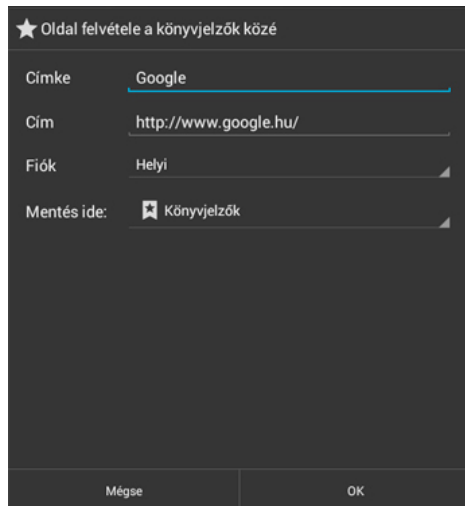 Oldal felvétele a könyvjelzők közé
Címke Google
Cím http://www.google.hu/
Fiók Helyi
Mentés ide: Könyvjelzők
Mégse OK